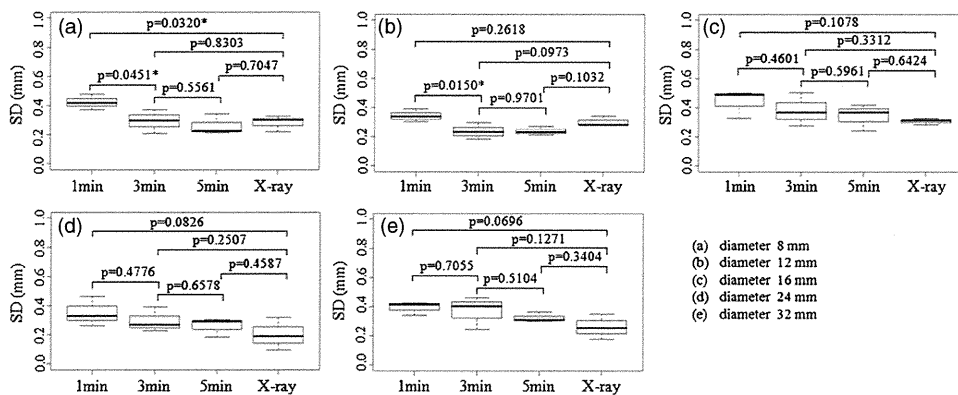 (a)
p=0.0320*
p=0.8303
p=0.0451*
p=0.7047
p=0.5561
SD (mm)
0.0 0.2 0.4 0.6 0.8 1.0
1min 3min 5min X-ray
(b)
p=0.2618
p=0.0973
p=0.0150*
p=0.1032
p=0.9701
SD (mm)
0.0 0.2 0.4 0.6 0.8 1.0
1min 3min 5min X-ray
(c)
p=0.1078
p=0.3312
p=0.4601
p=0.6424
p=0.5961
SD (mm)
0.0 0.2 0.4 0.6 0.8 1.0
1min 3min 5min X-ray
(d)
p=0.0826
p=0.2507
p=0.4776
p=0.4587
p=0.6578
SD (mm)
0.0 0.2 0.4 0.6 0.8 1.0
1min 3min 5min X-ray
(e)
p=0.0696
p=0.1271
p=0.7055
p=0.3404
p=0.5104
SD (mm)
0.0 0.2 0.4 0.6 0.8 1.0
1min 3min 5min X-ray
(a) diameter 8 mm
(b) diameter 12 mm
(c) diameter 16 mm
(d) diameter 24 mm
(e) diameter 32 mm